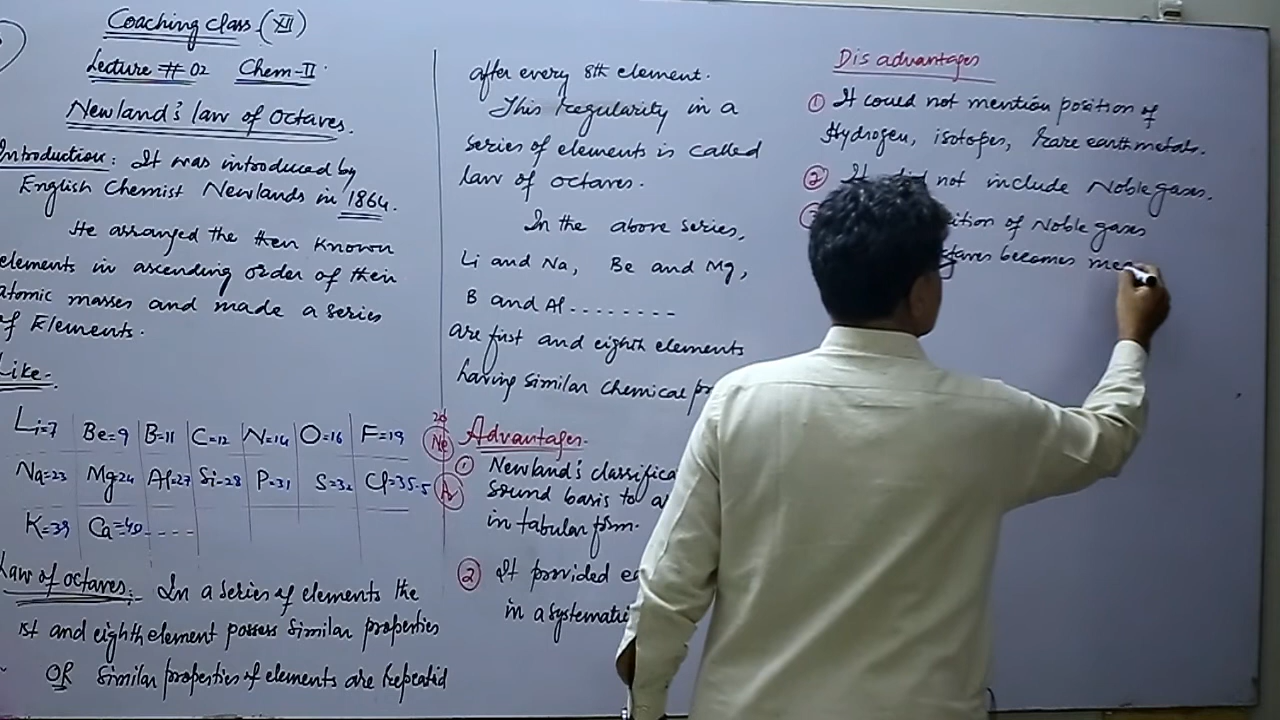 Coaching class (XII)
Lecture # 02 Chem-II
Newland's law of Octaves.
Introduction: It was introduced by
English Chemist Newlands in 1864.
He arranged the then known
elements in ascending order of their
atomic masses and made a series
of Elements.
Like:
Li=7 Be=9 B=11 C=12 N=14 O=16 F=19
Na=23 Mg=24 Al=27 Si=28 P=31 S=32 Cl=35.5
K=39 Ca=40 - - - -
Law of octaves: In a series of elements the
1st and eighth element possess similar properties
OR Similar properties of elements are repeated
after every 8th element.
This regularity in a
series of elements is called
law of octaves.
In the above series,
Li and Na, Be and Mg,
B and Al - - - - - - - -
are first and eighth elements
having similar chemical
20
Ne
Ar
Advantages.
① Newland's
sound basis to
in tabular form.
② It provided
in a
Disadvantages
① It could not mention position of
Hydrogen, isotopes, Rare earth metals.
② not include Noble gases.
of Noble gases
becomes